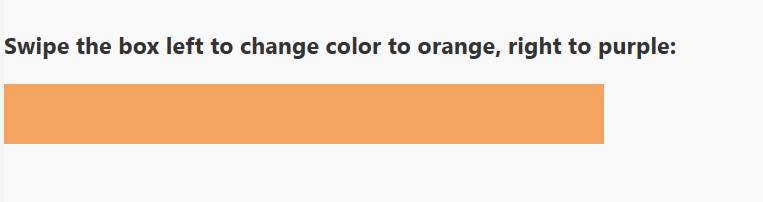 Swipe the box left to change color to orange, right to purple: